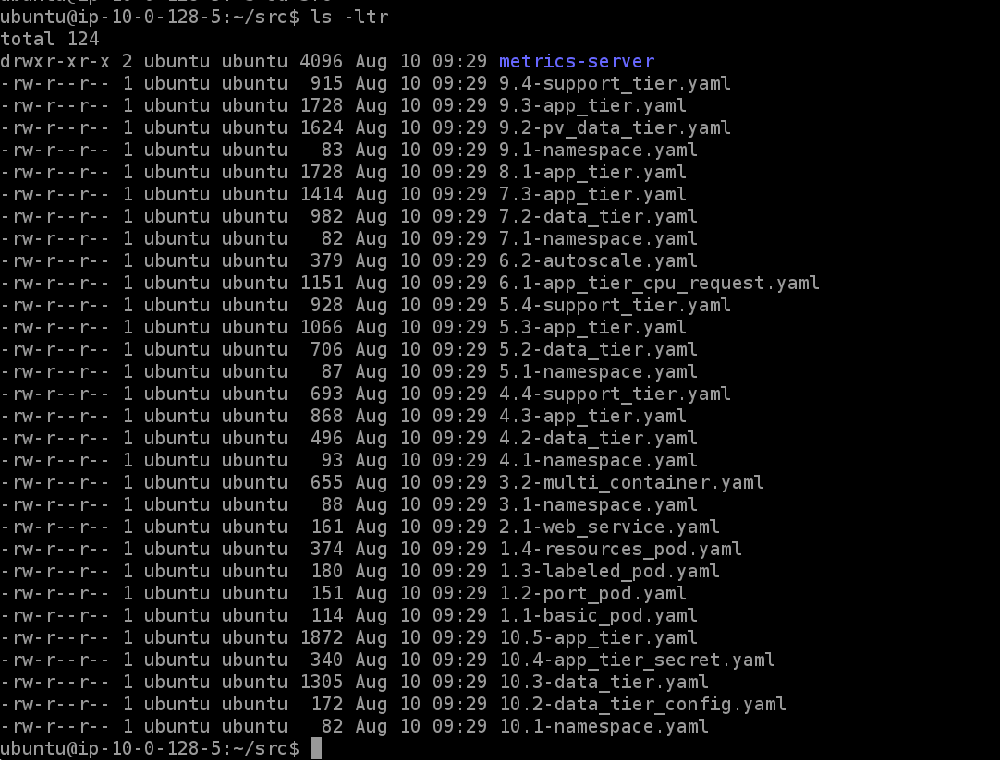 ubuntu@ip-10-0-128-5:~/src$ ls -ltr
total 124
drwxr-xr-x 2 ubuntu ubuntu 4096 Aug 10 09:29 metrics-server
-rw-r--r-- 1 ubuntu ubuntu  915 Aug 10 09:29 9.4-support_tier.yaml
-rw-r--r-- 1 ubuntu ubuntu 1728 Aug 10 09:29 9.3-app_tier.yaml
-rw-r--r-- 1 ubuntu ubuntu 1624 Aug 10 09:29 9.2-pv_data_tier.yaml
-rw-r--r-- 1 ubuntu ubuntu   83 Aug 10 09:29 9.1-namespace.yaml
-rw-r--r-- 1 ubuntu ubuntu 1728 Aug 10 09:29 8.1-app_tier.yaml
-rw-r--r-- 1 ubuntu ubuntu 1414 Aug 10 09:29 7.3-app_tier.yaml
-rw-r--r-- 1 ubuntu ubuntu  982 Aug 10 09:29 7.2-data_tier.yaml
-rw-r--r-- 1 ubuntu ubuntu   82 Aug 10 09:29 7.1-namespace.yaml
-rw-r--r-- 1 ubuntu ubuntu  379 Aug 10 09:29 6.2-autoscale.yaml
-rw-r--r-- 1 ubuntu ubuntu 1151 Aug 10 09:29 6.1-app_tier_cpu_request.yaml
-rw-r--r-- 1 ubuntu ubuntu  928 Aug 10 09:29 5.4-support_tier.yaml
-rw-r--r-- 1 ubuntu ubuntu 1066 Aug 10 09:29 5.3-app_tier.yaml
-rw-r--r-- 1 ubuntu ubuntu  706 Aug 10 09:29 5.2-data_tier.yaml
-rw-r--r-- 1 ubuntu ubuntu   87 Aug 10 09:29 5.1-namespace.yaml
-rw-r--r-- 1 ubuntu ubuntu  693 Aug 10 09:29 4.4-support_tier.yaml
-rw-r--r-- 1 ubuntu ubuntu  868 Aug 10 09:29 4.3-app_tier.yaml
-rw-r--r-- 1 ubuntu ubuntu  496 Aug 10 09:29 4.2-data_tier.yaml
-rw-r--r-- 1 ubuntu ubuntu   93 Aug 10 09:29 4.1-namespace.yaml
-rw-r--r-- 1 ubuntu ubuntu  655 Aug 10 09:29 3.2-multi_container.yaml
-rw-r--r-- 1 ubuntu ubuntu   88 Aug 10 09:29 3.1-namespace.yaml
-rw-r--r-- 1 ubuntu ubuntu  161 Aug 10 09:29 2.1-web_service.yaml
-rw-r--r-- 1 ubuntu ubuntu  374 Aug 10 09:29 1.4-resources_pod.yaml
-rw-r--r-- 1 ubuntu ubuntu  180 Aug 10 09:29 1.3-labeled_pod.yaml
-rw-r--r-- 1 ubuntu ubuntu  151 Aug 10 09:29 1.2-port_pod.yaml
-rw-r--r-- 1 ubuntu ubuntu  114 Aug 10 09:29 1.1-basic_pod.yaml
-rw-r--r-- 1 ubuntu ubuntu 1872 Aug 10 09:29 10.5-app_tier.yaml
-rw-r--r-- 1 ubuntu ubuntu  340 Aug 10 09:29 10.4-app_tier_secret.yaml
-rw-r--r-- 1 ubuntu ubuntu 1305 Aug 10 09:29 10.3-data_tier.yaml
-rw-r--r-- 1 ubuntu ubuntu  172 Aug 10 09:29 10.2-data_tier_config.yaml
-rw-r--r-- 1 ubuntu ubuntu   82 Aug 10 09:29 10.1-namespace.yaml
ubuntu@ip-10-0-128-5:~/src$